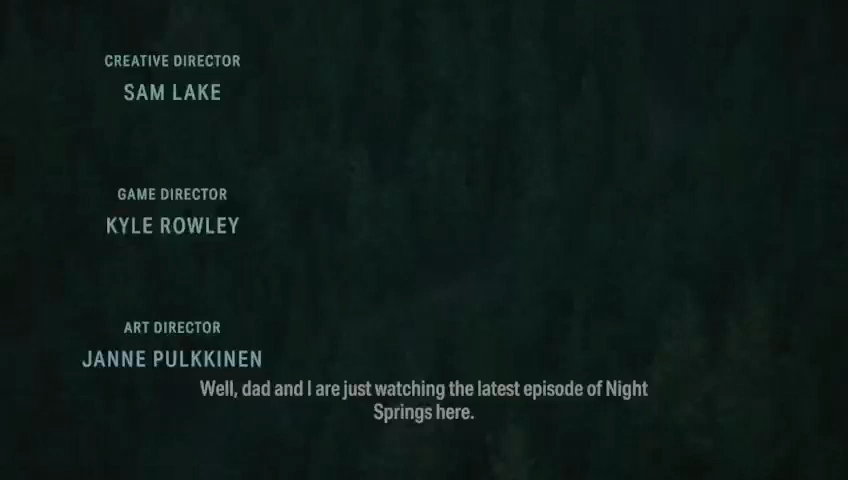 CREATIVE DIRECTOR
SAM LAKE
GAME DIRECTOR
KYLE ROWLEY
ART DIRECTOR
JANNE PULKKINEN
Well, dad and I are just watching the latest episode of Night
Springs here.